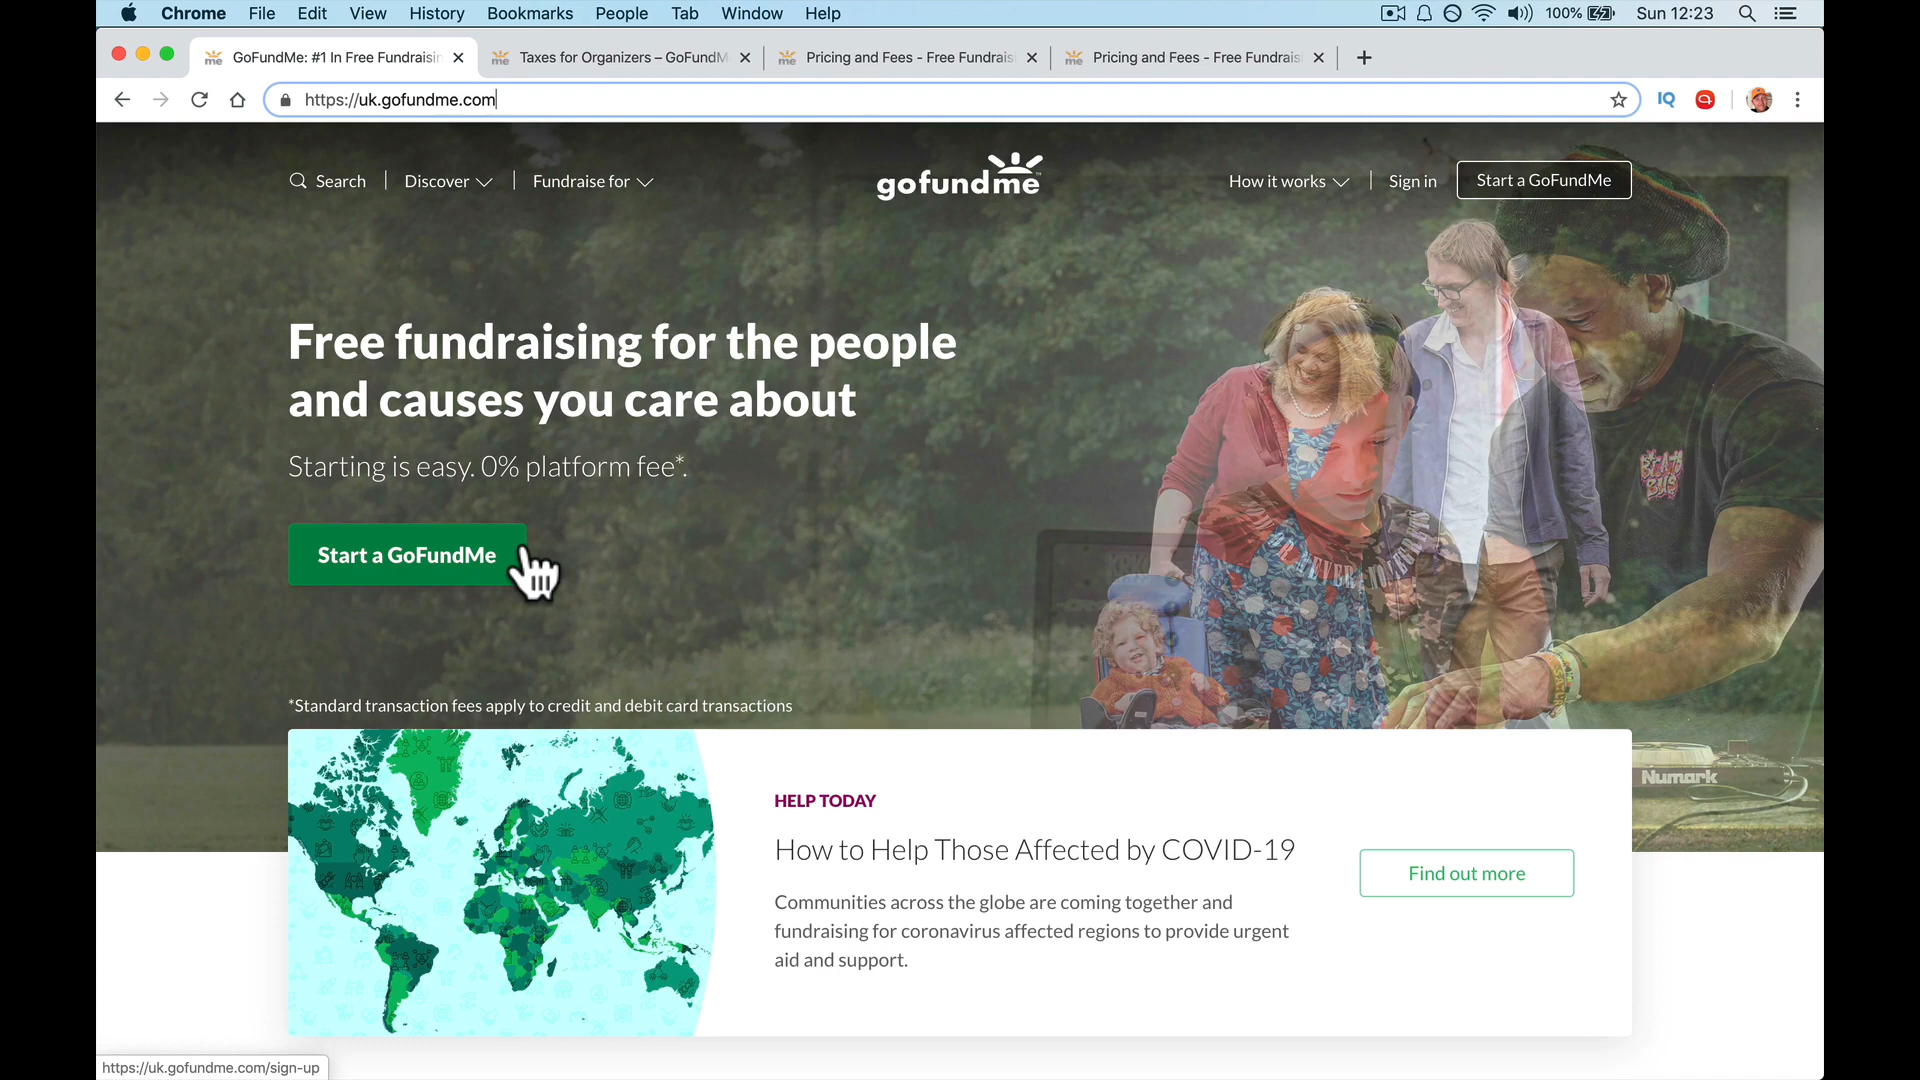 Chrome File Edit View History Bookmarks People Tab Window Help 100% Sun 12:23
GoFundMe: #1 In Free Fundraisin Taxes for Organizers – GoFundM Pricing and Fees - Free Fundrais Pricing and Fees - Free Fundrais
https://uk.gofundme.com IQ
Search Discover Fundraise for gofundme How it works Sign in Start a GoFundMe
Free fundraising for the people
and causes you care about
Starting is easy. 0% platform fee*.
Start a GoFundMe
*Standard transaction fees apply to credit and debit card transactions
Numark
HELP TODAY
How to Help Those Affected by COVID-19
Find out more
Communities across the globe are coming together and
fundraising for coronavirus affected regions to provide urgent
aid and support.
https://uk.gofundme.com/sign-up